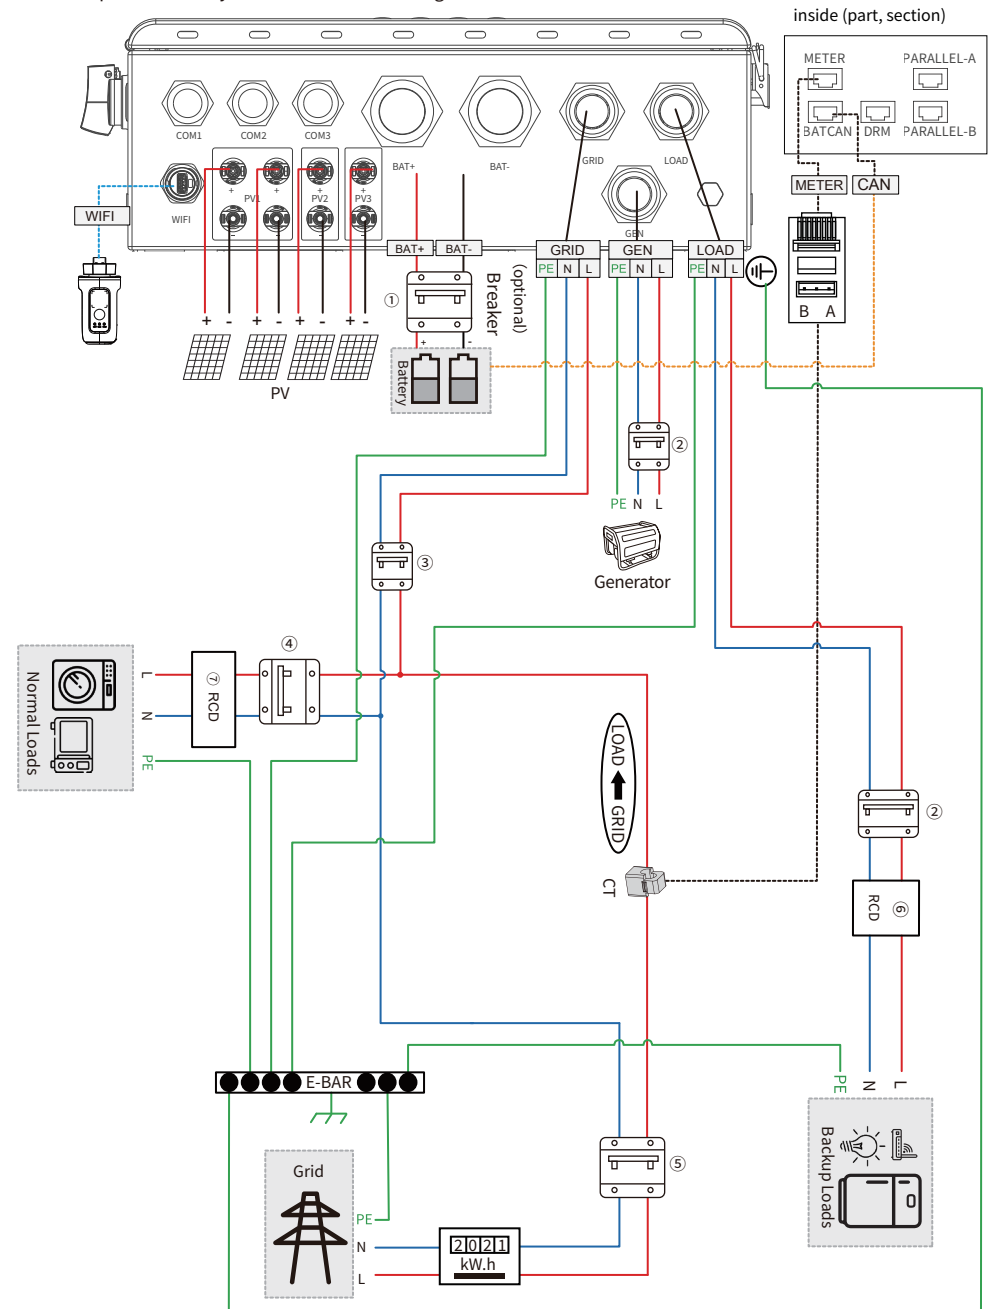 inside (part, section)
METER
PARALLEL-A
BATCAN
DRM
PARALLEL-B
METER
CAN
B A
COM1
COM2
COM3
BAT+
BAT-
GRID
LOAD
WIFI
+
+
+
+
PV1
PV2
PV3
-
-
-
-
GEN
WIFI
BAT+
BAT-
GRID
GEN
LOAD
PE N L
PE N L
PE N L
①
Breaker
(optional)
+ - + - + - + -
PV
+ -
Battery
②
PE N L
Generator
③
④
Normal Loads
L
N
PE
⑦ RCD
LOAD
GRID
CT
②
⑥
RCD
PE
N
L
Backup Loads
E-BAR
⑤
Grid
PE
N
L
2021
kW.h